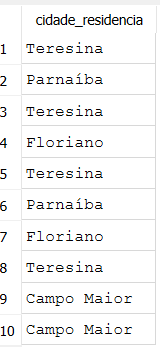 cidade_residencia
1 Teresina
2 Parnaíba
3 Teresina
4 Floriano
5 Teresina
6 Parnaíba
7 Floriano
8 Teresina
9 Campo Maior
10 Campo Maior